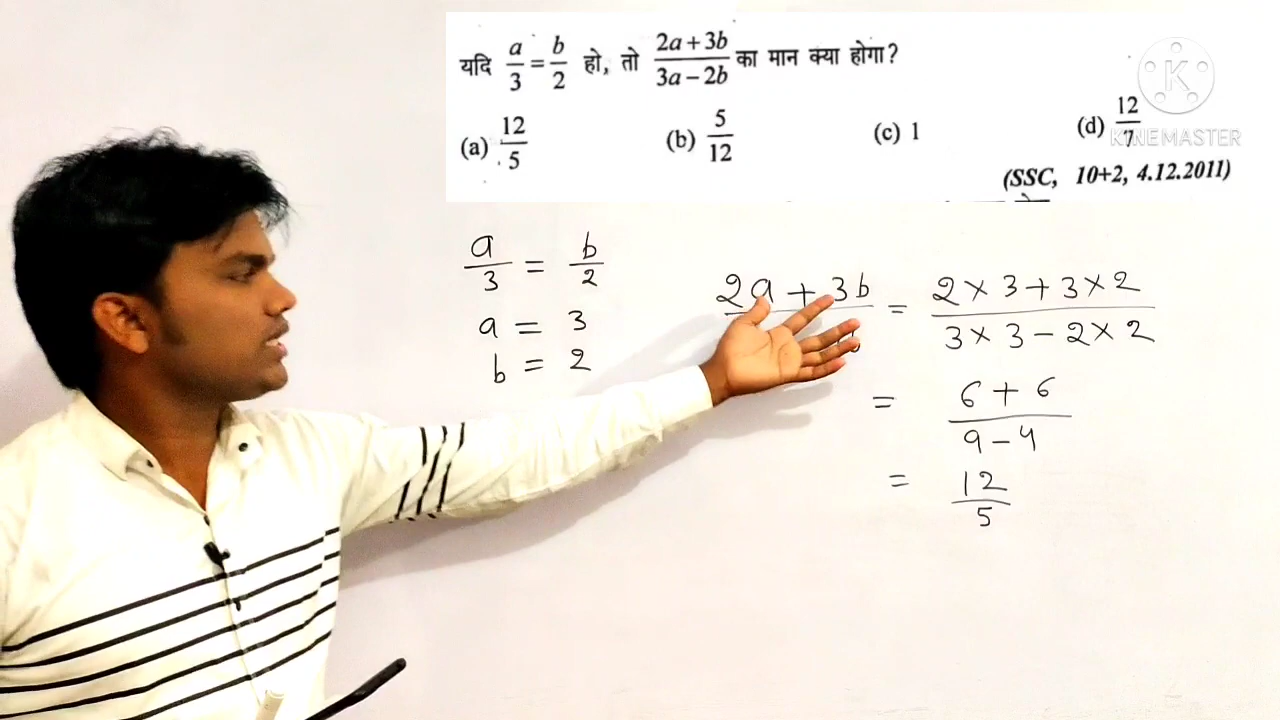 यदि a/3 = b/2 हो, तो (2a + 3b)/(3a – 2b) का मान क्या होगा?
(a) 12/5 (b) 5/12 (c) 1 (d) 12/7
(SSC, 10+2, 4.12.2011)
K
KINEMASTER
a/3 = b/2
a = 3
b = 2
2a + 3b = (2 × 3 + 3 × 2)/(3 × 3 – 2 × 2)
= (6 + 6)/(9 – 4)
= 12/5